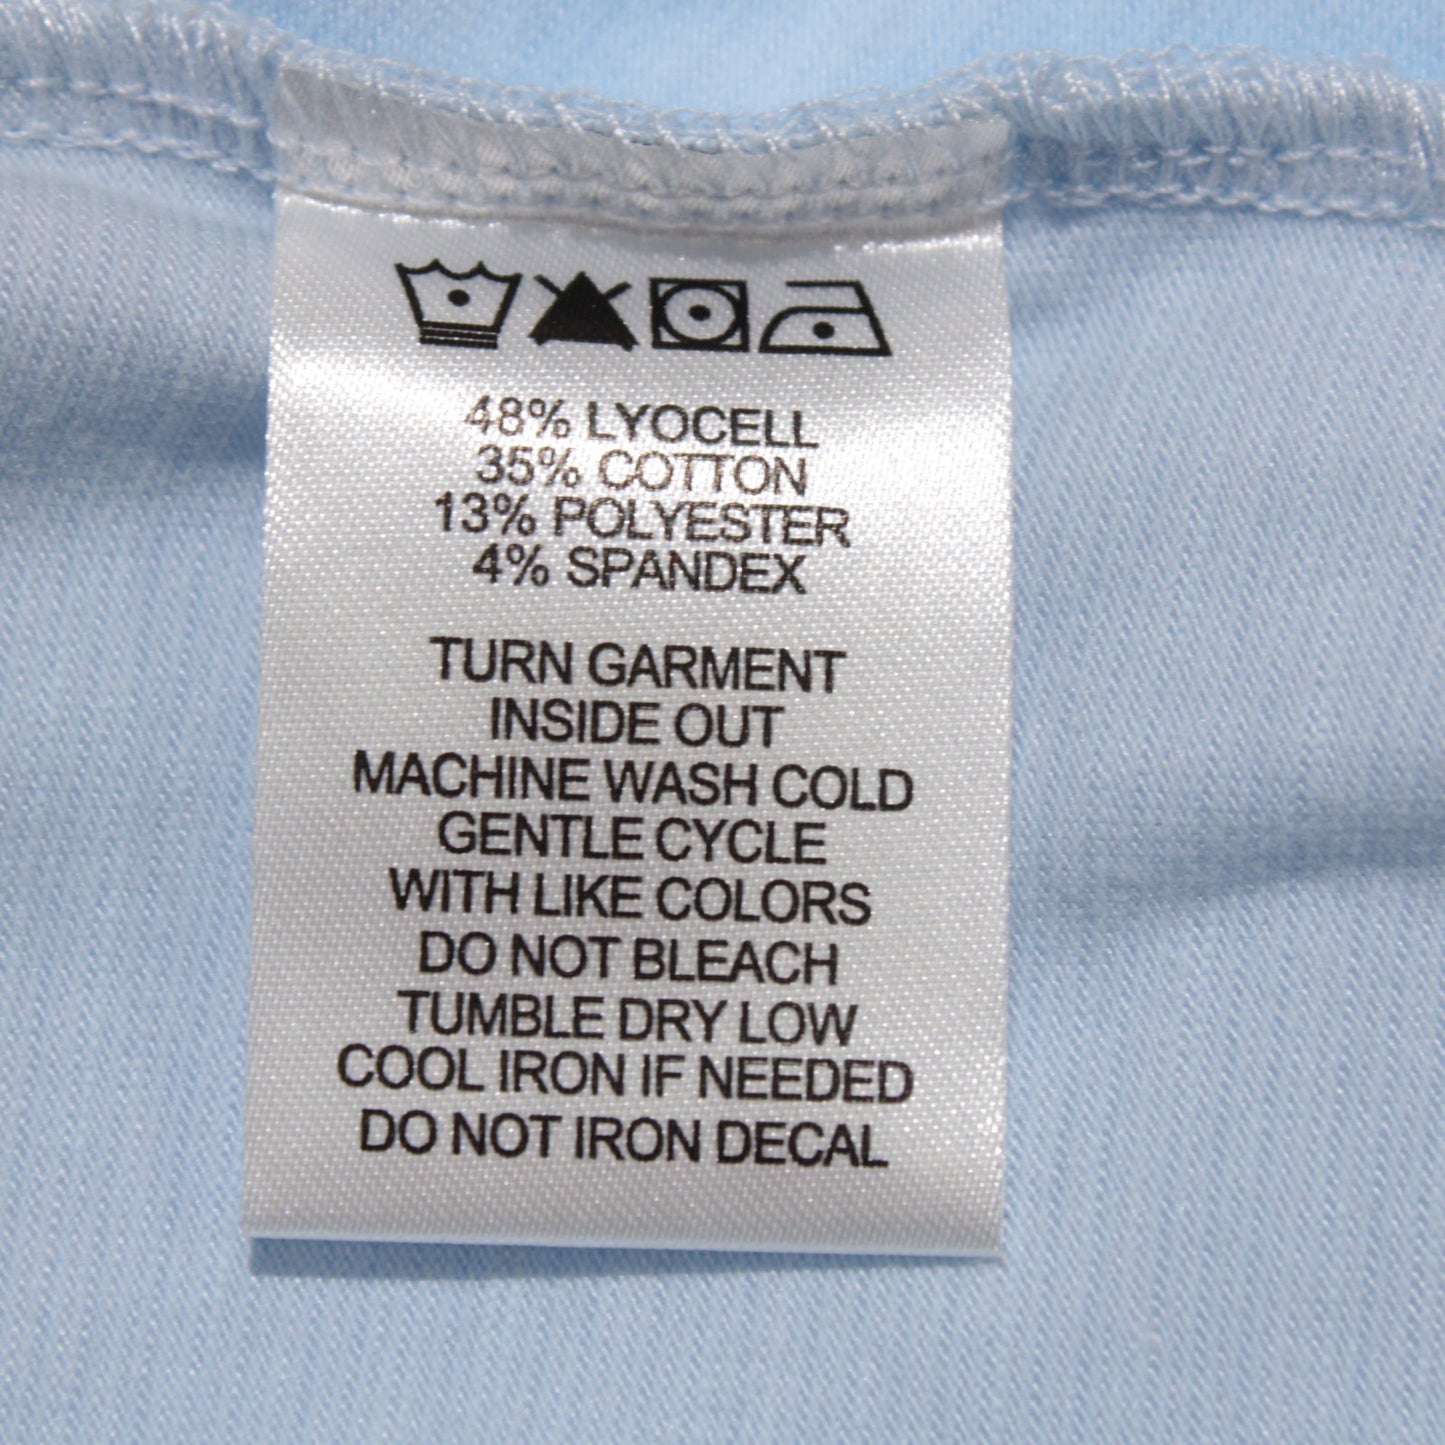 48% LYOCELL
35% COTTON
13% POLYESTER
4% SPANDEX
TURN GARMENT
INSIDE OUT
MACHINE WASH COLD
GENTLE CYCLE
WITH LIKE COLORS
DO NOT BLEACH
TUMBLE DRY LOW
COOL IRON IF NEEDED
DO NOT IRON DECAL